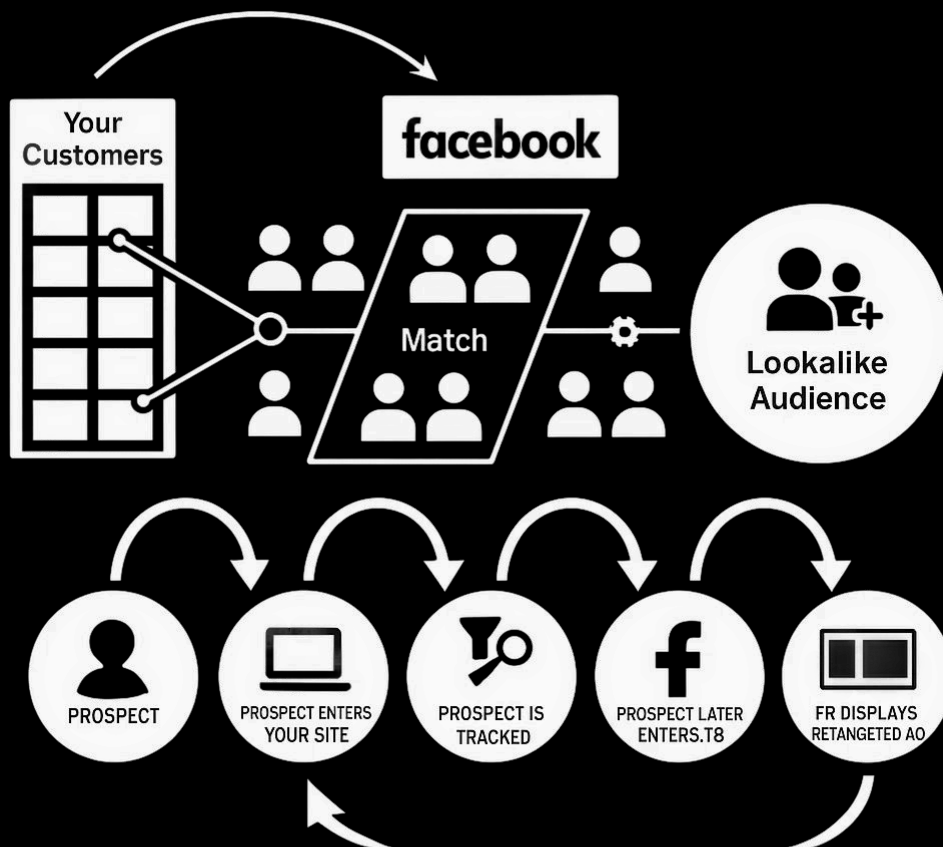 Your
Customers
facebook
Match
Lookalike
Audience
PROSPECT
PROSPECT ENTERS
YOUR SITE
PROSPECT IS
TRACKED
PROSPECT LATER
ENTERS.T8
FR DISPLAYS
RETANGETED AO